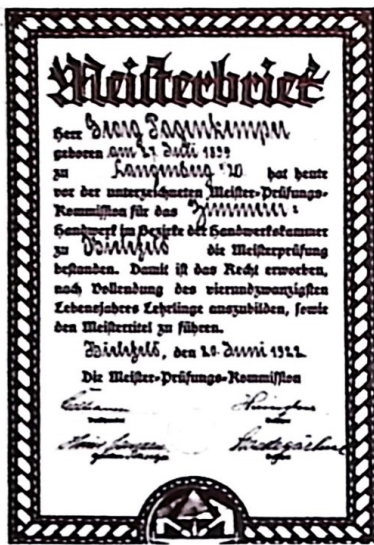 Meisterbrief
Herr Georg Pagenkemper
geboren am 27. Juli 1899
zu Langenberg hat heute
vor der unterzeichneten Meister-Prüfungs-
Kommission für das Zimmerer-
Handwerk im Bezirke der Handwerkskammer
zu Bielefeld die Meisterprüfung
bestanden. Damit ist das Recht erworben,
nach Vollendung des vierundzwanzigsten
Lebensjahres Lehrlinge auszubilden, sowie
den Meistertitel zu führen.
Bielefeld, den 20. Juni 1922.
Die Meister-Prüfungs-Kommission